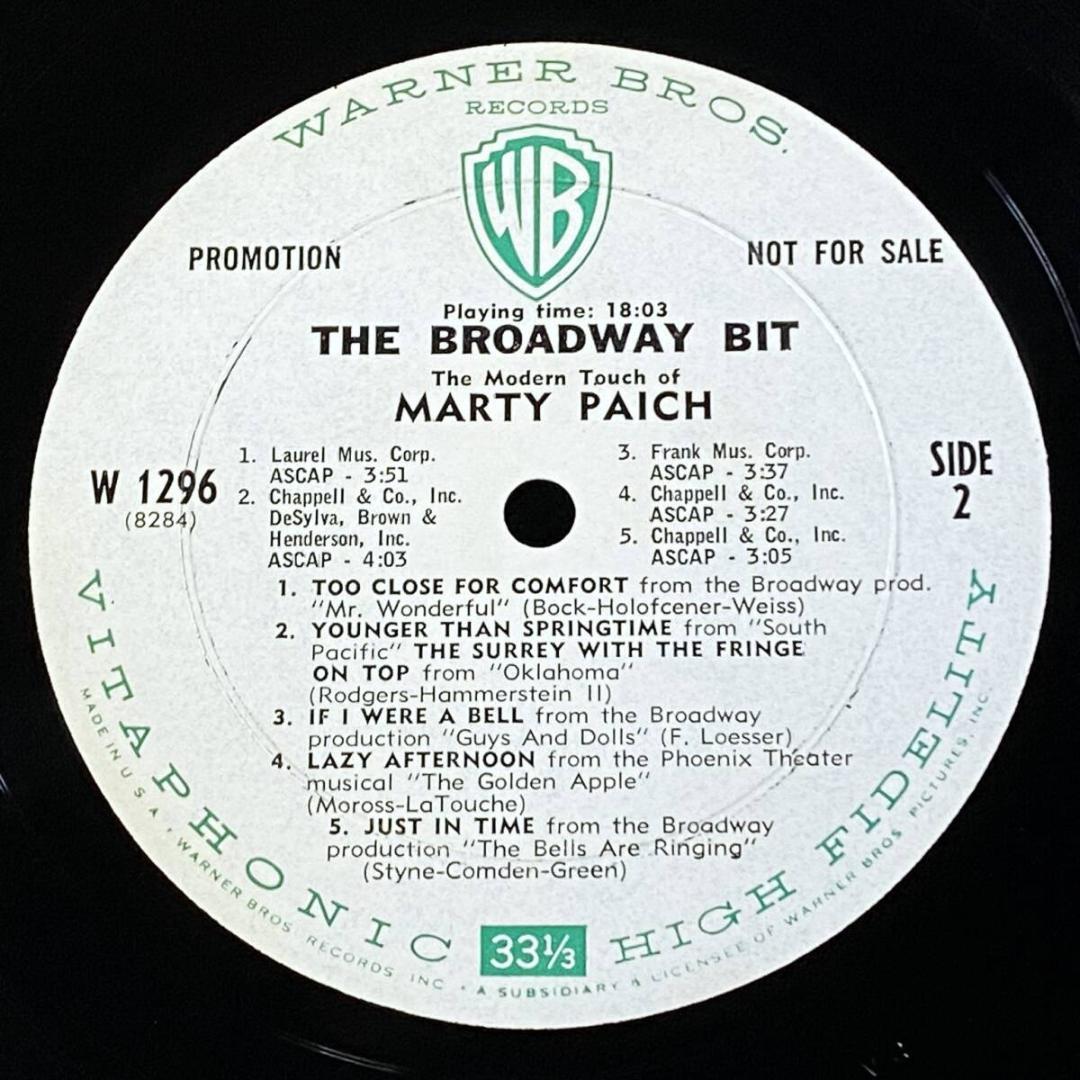 WARNER BROS.
RECORDS
WB
PROMOTION
NOT FOR SALE
Playing time: 18:03
THE BROADWAY BIT
The Modern Touch of
MARTY PAICH
W 1296
(8284)
SIDE
2
1. Laurel Mus. Corp.
ASCAP - 3:51
2. Chappell & Co., Inc.
DeSylva, Brown &
Henderson, Inc.
ASCAP - 4:03
3. Frank Mus. Corp.
ASCAP - 3:37
4. Chappell & Co., Inc.
ASCAP - 3:27
5. Chappell & Co., Inc.
ASCAP - 3:05
1. TOO CLOSE FOR COMFORT from the Broadway prod.
"Mr. Wonderful" (Bock-Holofcener-Weiss)
2. YOUNGER THAN SPRINGTIME from "South
Pacific" THE SURREY WITH THE FRINGE
ON TOP from "Oklahoma"
(Rodgers-Hammerstein II)
3. IF I WERE A BELL from the Broadway
production "Guys And Dolls" (F. Loesser)
4. LAZY AFTERNOON from the Phoenix Theater
musical "The Golden Apple"
(Moross-LaTouche)
5. JUST IN TIME from the Broadway
production "The Bells Are Ringing"
(Styne-Comden-Green)
VITAPHONIC HIGH FIDELITY
33⅓
MADE IN U.S.A. • WARNER BROS. RECORDS INC. • A SUBSIDIARY & LICENSEE OF WARNER BROS. PICTURES, INC.